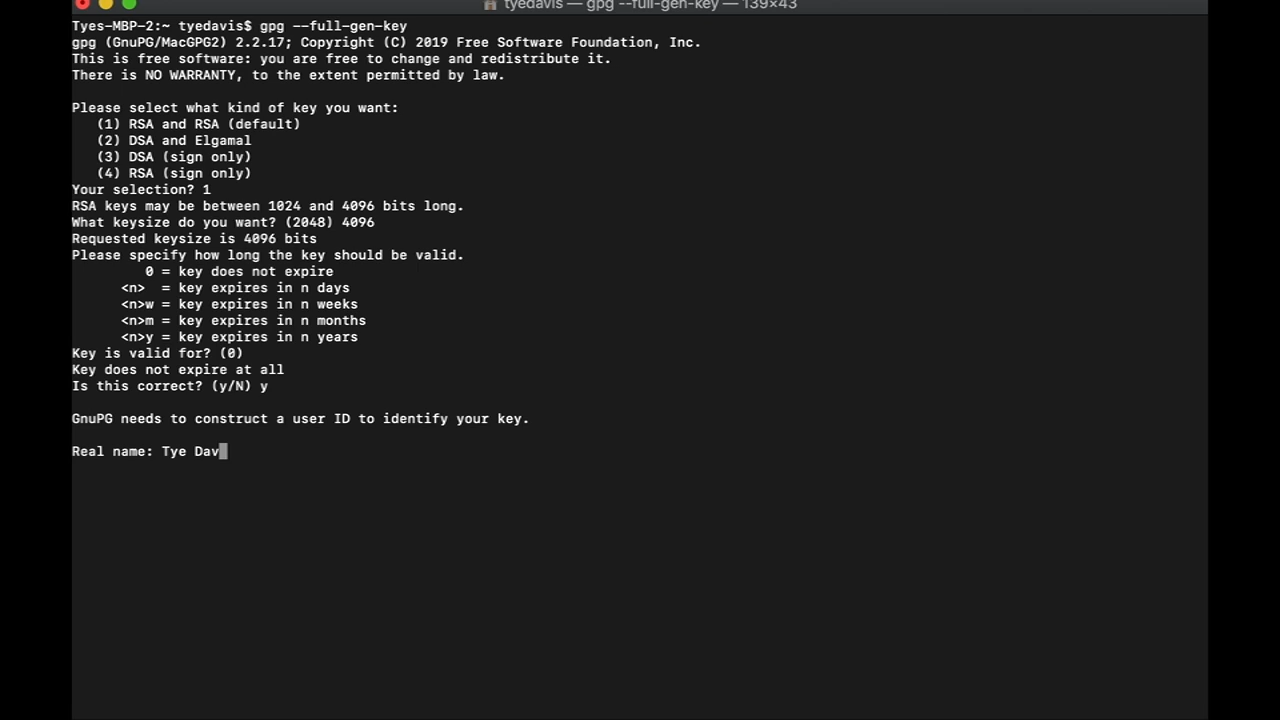 tyedavis — gpg --full-gen-key — 139×43
Tyes-MBP-2:~ tyedavis$ gpg --full-gen-key
gpg (GnuPG/MacGPG2) 2.2.17; Copyright (C) 2019 Free Software Foundation, Inc.
This is free software: you are free to change and redistribute it.
There is NO WARRANTY, to the extent permitted by law.

Please select what kind of key you want:
   (1) RSA and RSA (default)
   (2) DSA and Elgamal
   (3) DSA (sign only)
   (4) RSA (sign only)
Your selection? 1
RSA keys may be between 1024 and 4096 bits long.
What keysize do you want? (2048) 4096
Requested keysize is 4096 bits
Please specify how long the key should be valid.
         0 = key does not expire
      <n>  = key expires in n days
      <n>w = key expires in n weeks
      <n>m = key expires in n months
      <n>y = key expires in n years
Key is valid for? (0)
Key does not expire at all
Is this correct? (y/N) y

GnuPG needs to construct a user ID to identify your key.

Real name: Tye Dav